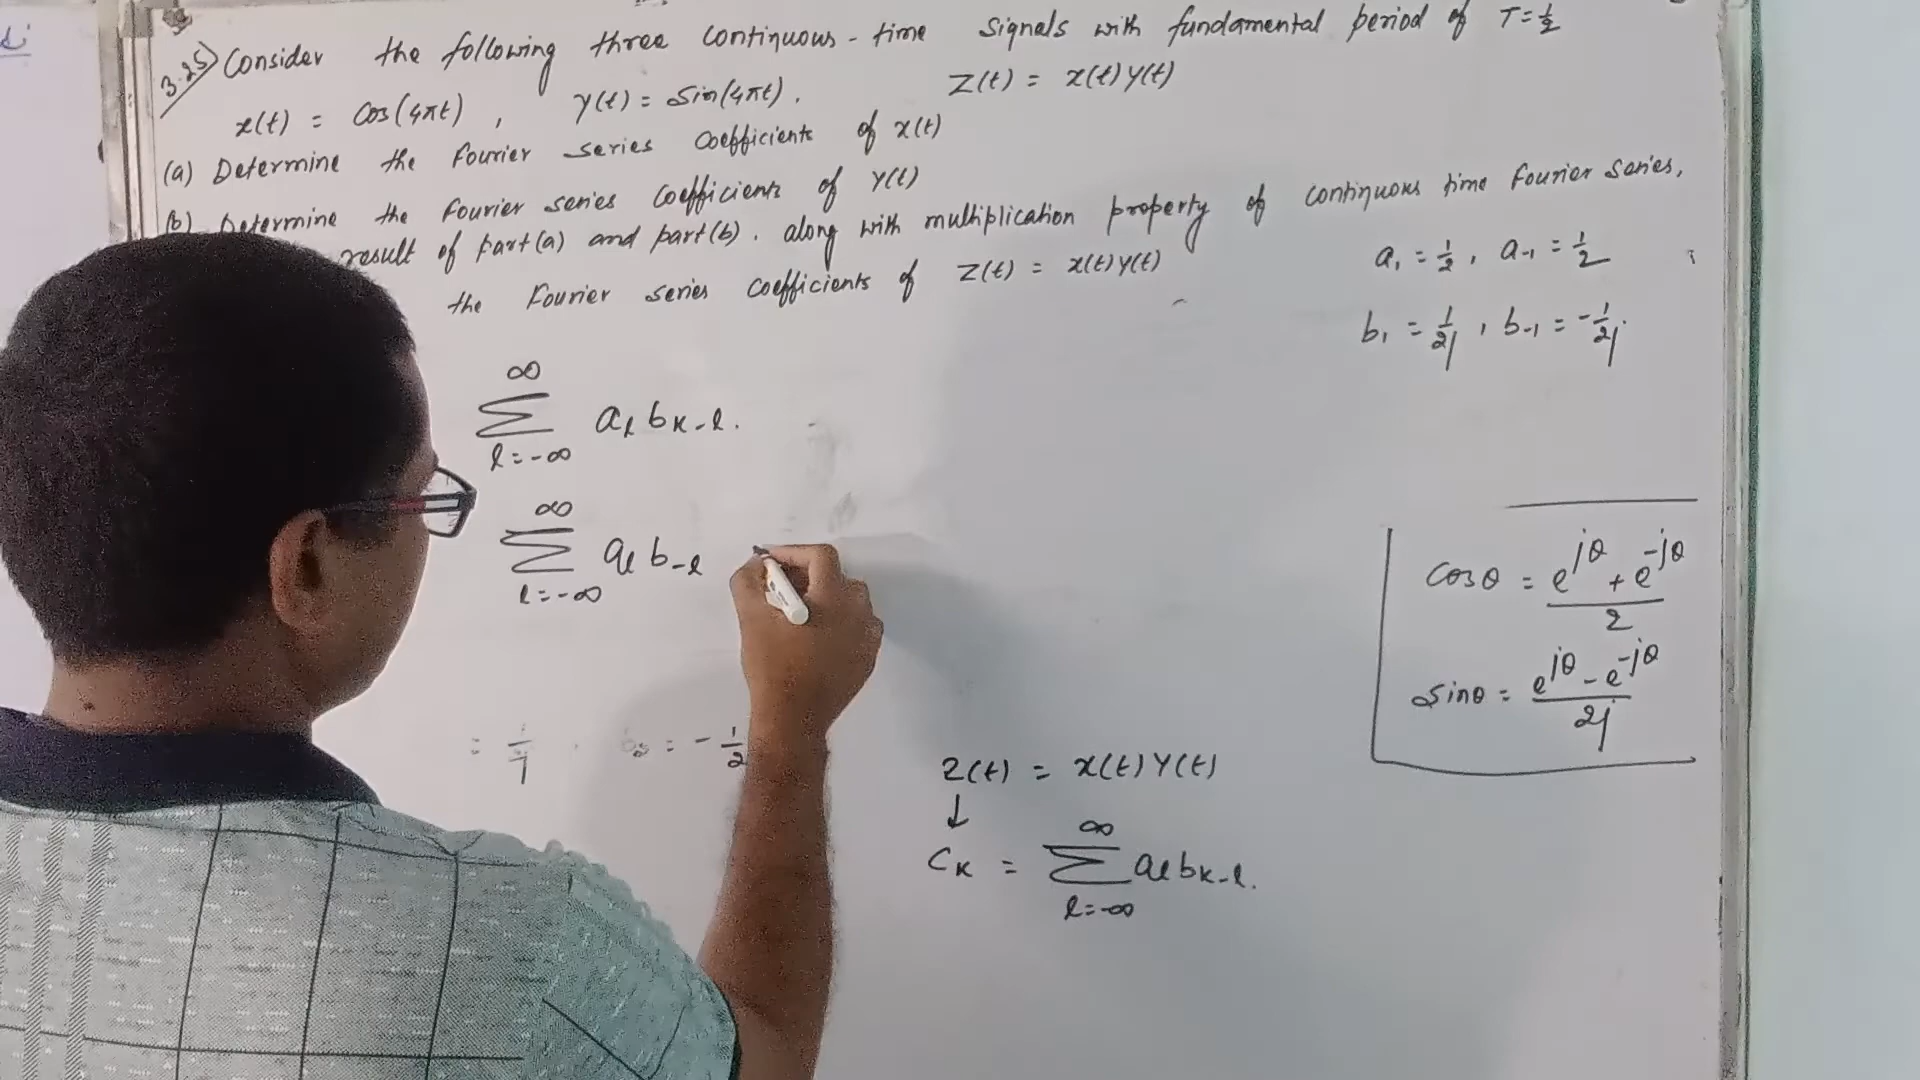 3.25) Consider the following three continuous-time signals with fundamental period of T=1/2
x(t) = Cos(4πt), y(t) = Sin(4πt). Z(t) = x(t)y(t)
(a) Determine the Fourier series coefficients of x(t)
(b) Determine the Fourier series coefficients of y(t)
result of part(a) and part(b). along with multiplication property of continuous time Fourier series,
the Fourier series coefficients of Z(t) = x(t)y(t)
a₁ = 1/2, a₋₁ = 1/2
b₁ = 1/2j, b₋₁ = -1/2j.
∞
Σ aₗ bₖ₋ₗ.
l=-∞
∞
Σ aₗ b₋ₗ
l=-∞
= - 1/2
Cosθ = (e^jθ + e^-jθ)/2
Sinθ = (e^jθ - e^-jθ)/2j
Z(t) = x(t)y(t)
↓
∞
Cₖ = Σ aₗbₖ₋ₗ.
l=-∞